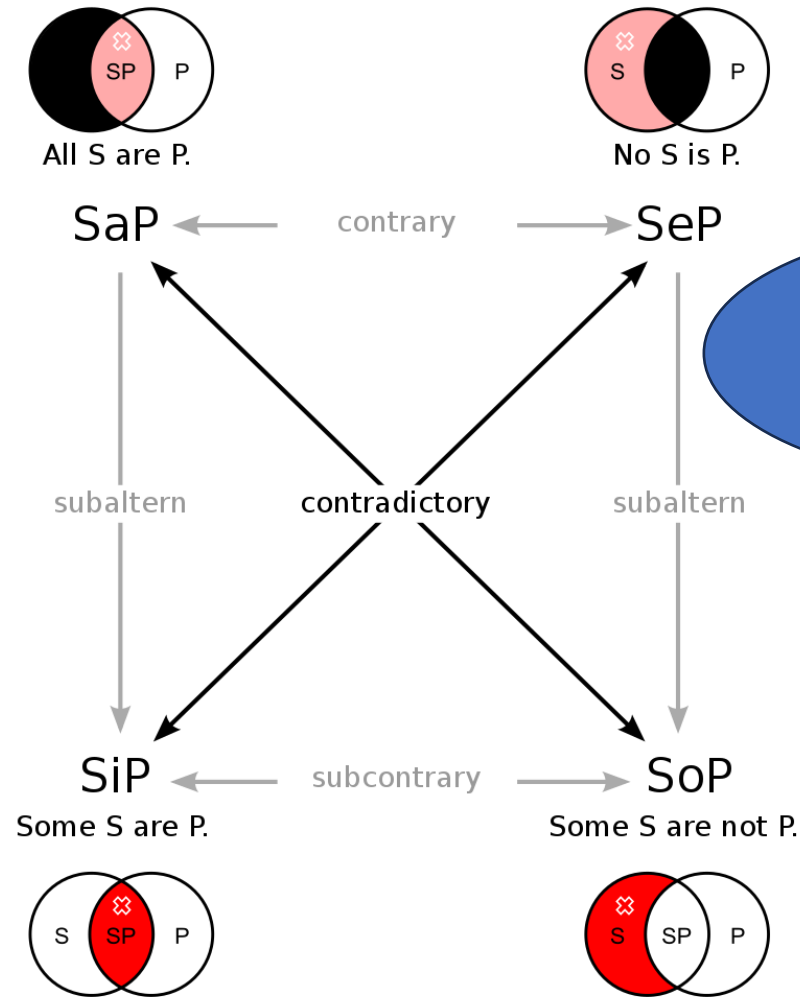 SP P
S P
All S are P.
No S is P.
SaP contrary SeP
subaltern contradictory subaltern
SiP subcontrary SoP
Some S are P.
Some S are not P.
S SP P
S SP P